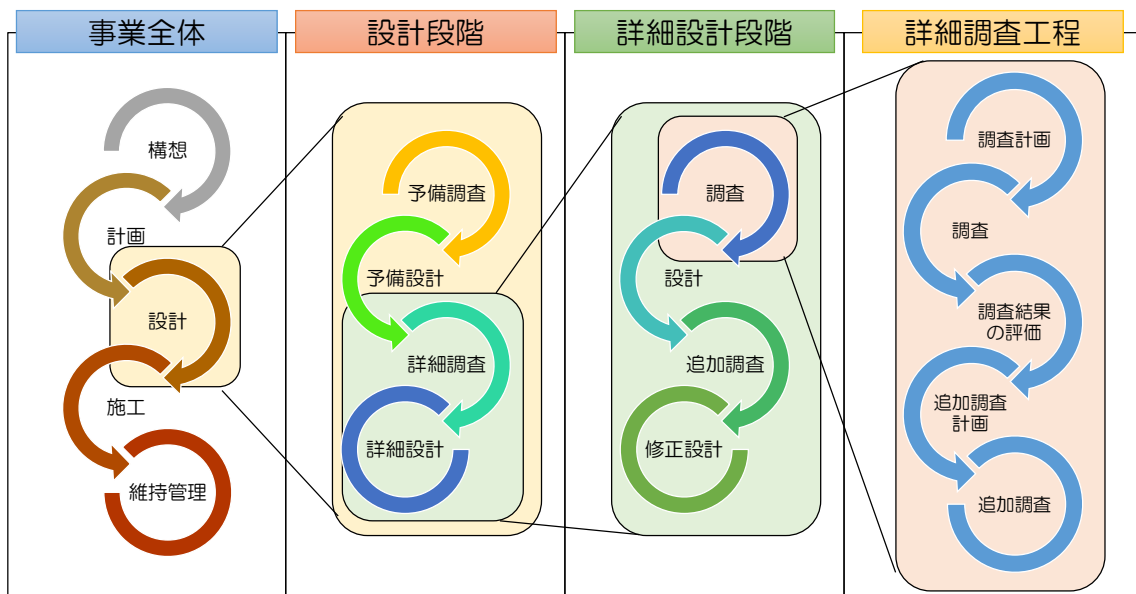 事業全体
構想
計画
設計
施工
維持管理
設計段階
予備調査
予備設計
詳細調査
詳細設計
詳細設計段階
調査
設計
追加調査
修正設計
詳細調査工程
調査計画
調査
調査結果
の評価
追加調査
計画
追加調査